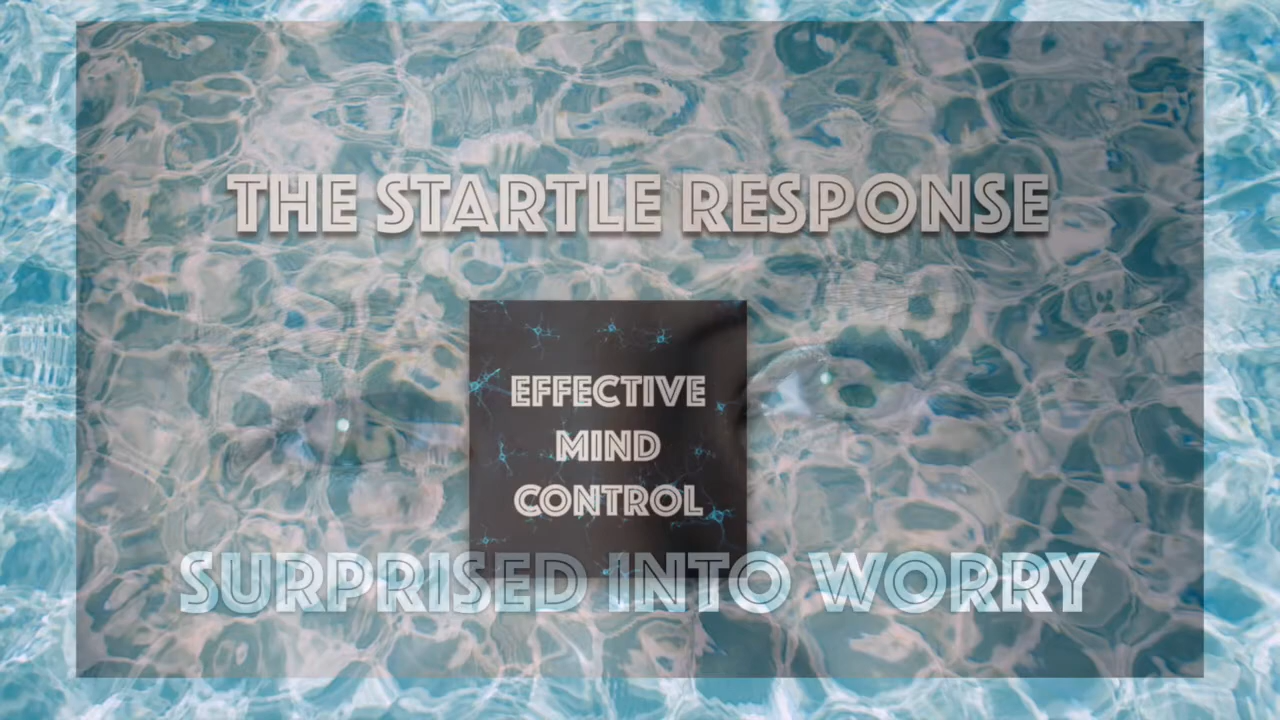 THE STARTLE RESPONSE
EFFECTIVE
MIND
CONTROL
SURPRISED INTO WORRY